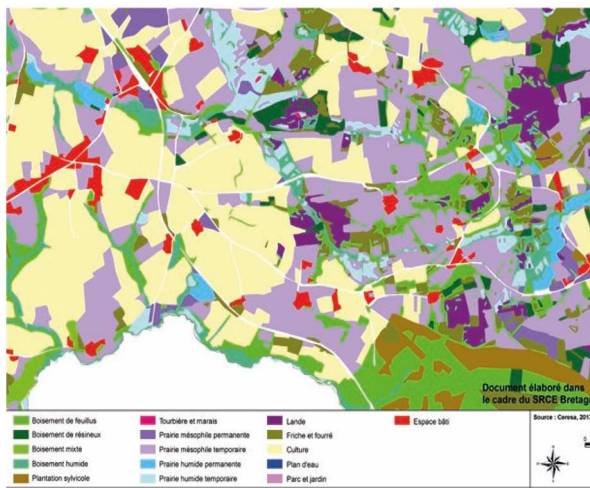 Document élaboré dans
le cadre du SRCE Bretagn
Boisement de feuillus
Boisement de résineux
Boisement mixte
Boisement humide
Plantation sylvicole
Tourbière et marais
Prairie mésophile permanente
Prairie mésophile temporaire
Prairie humide permanente
Prairie humide temporaire
Lande
Friche et fourré
Culture
Plan d'eau
Parc et jardin
Espace bâti
Source : Ceresa, 201
0